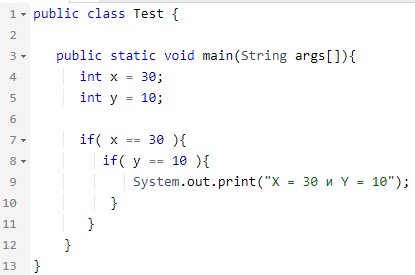 1 public class Test {
2
3 public static void main(String args[]){
4 int x = 30;
5 int y = 10;
6
7 if( x == 30 ){
8 if( y == 10 ){
9 System.out.print("X = 30 и Y = 10");
10 }
11 }
12 }
13 }